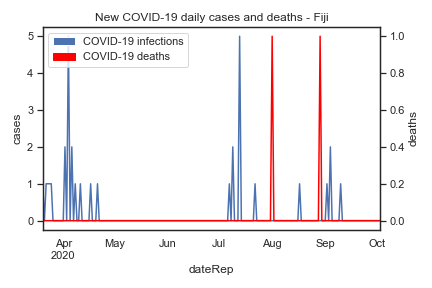 New COVID-19 daily cases and deaths - Fiji
COVID-19 infections
COVID-19 deaths
5
4
3
2
1
0
cases
1.0
0.8
0.6
0.4
0.2
0.0
deaths
Apr May Jun Jul Aug Sep Oct
2020
dateRep